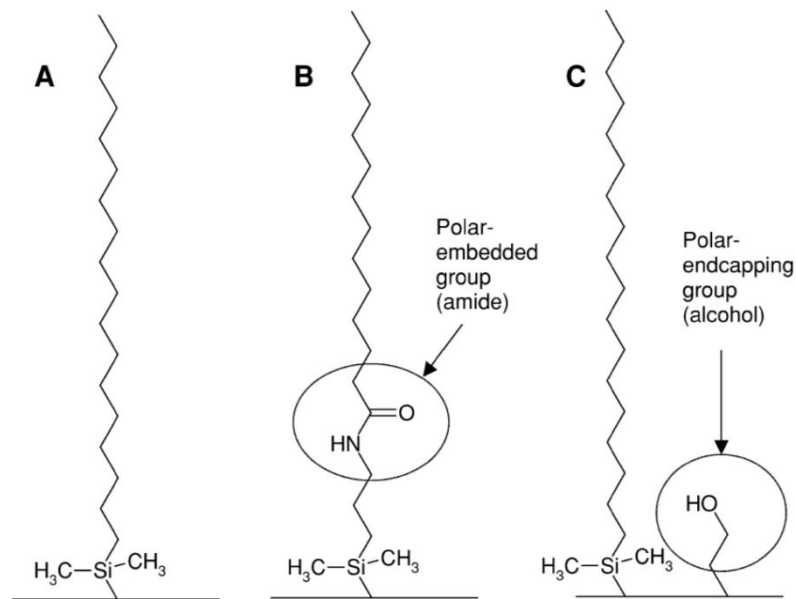 A
B
C
Polar-
embedded
group
(amide)
Polar-
endcapping
group
(alcohol)
O
HN
HO
H₃C Si CH₃
H₃C Si CH₃
H₃C Si CH₃